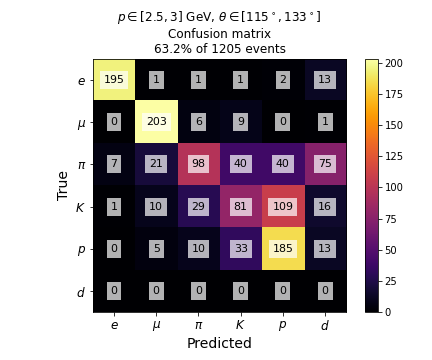 p ∈ [2.5, 3] GeV, θ ∈ [115°, 133°]
Confusion matrix
63.2% of 1205 events
True
e 195 1 1 1 2 13
μ 0 203 6 9 0 1
π 7 21 98 40 40 75
K 1 10 29 81 109 16
p 0 5 10 33 185 13
d 0 0 0 0 0 0
e μ π K p d
Predicted
200
175
150
125
100
75
50
25
0